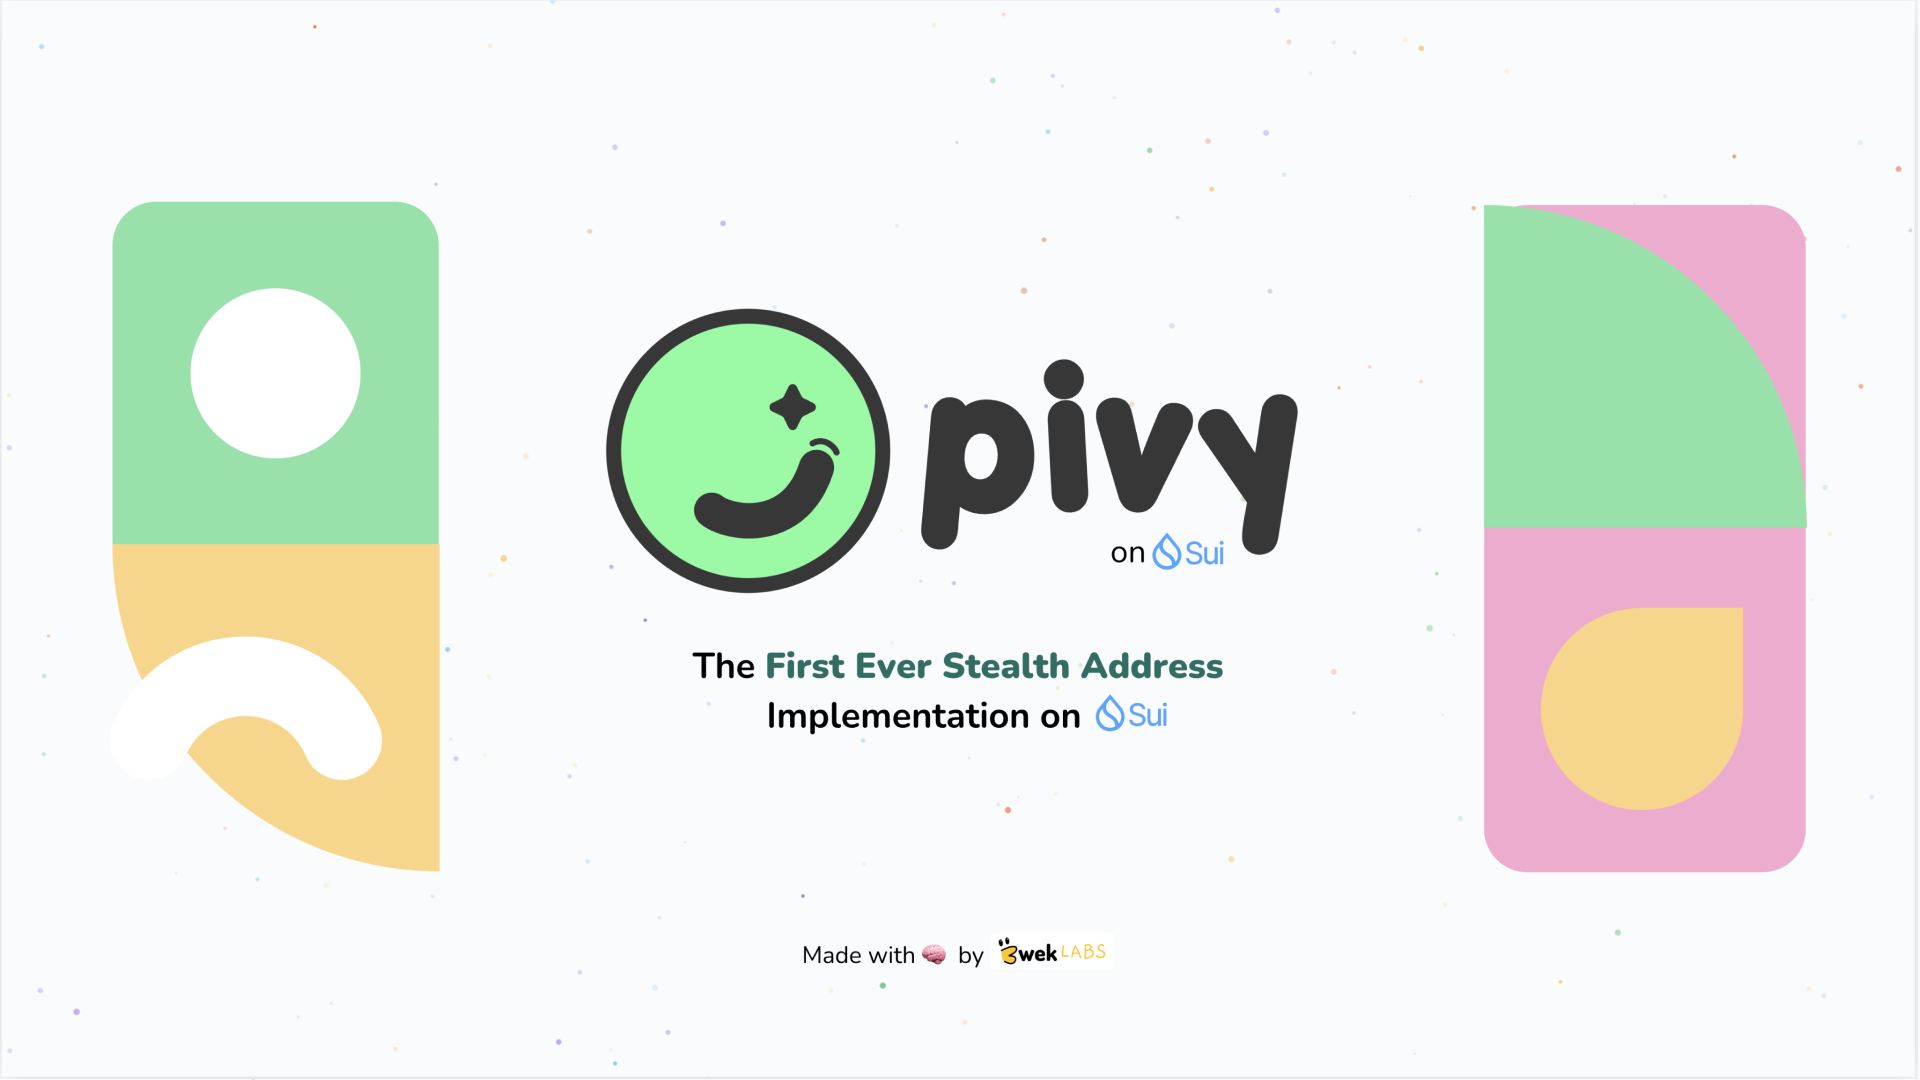 pivy
on Sui
The First Ever Stealth Address
Implementation on Sui
Made with 🧠 by 3wek LABS